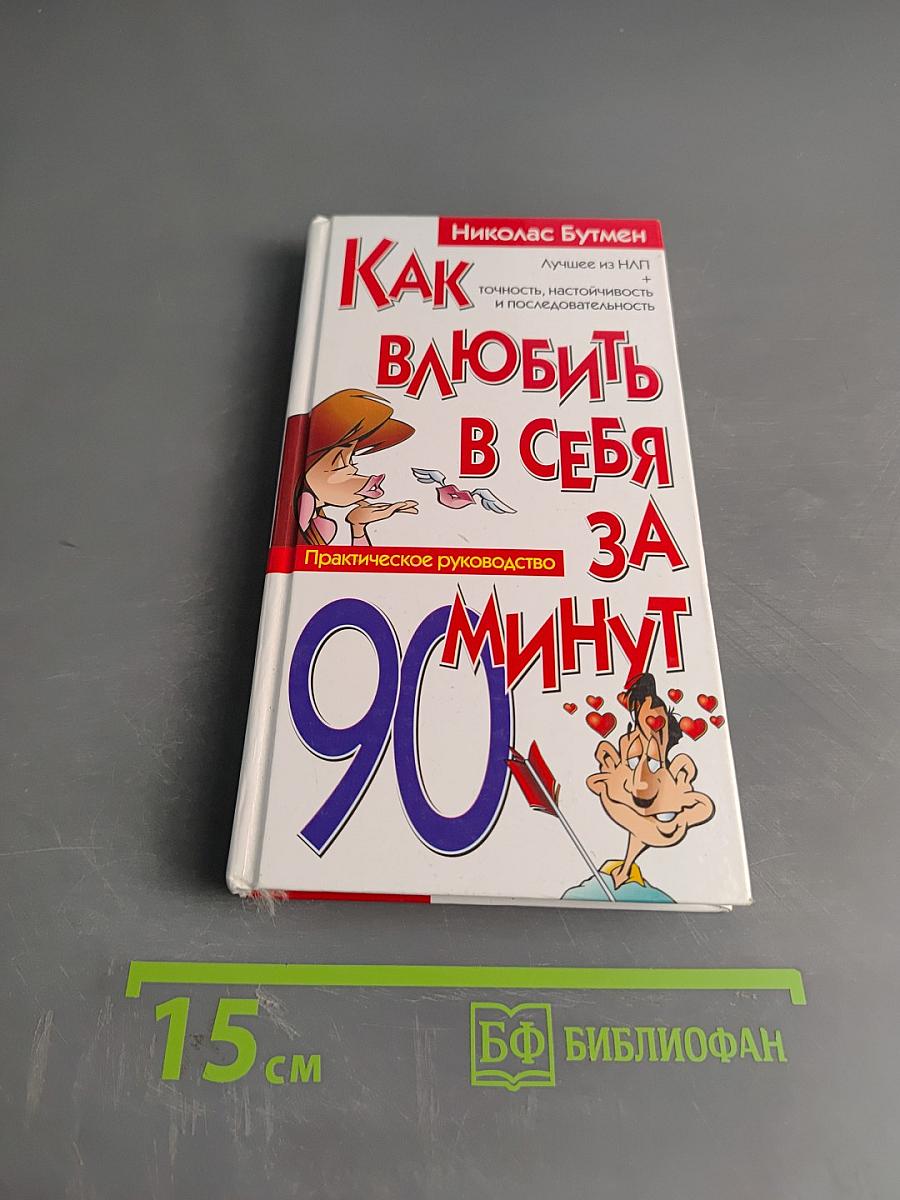 Николас Бутмен
Лучшее из НЛП
+
точность, настойчивость
и последовательность
Как
влюбить
в себя
за
90 минут
Практическое руководство
15 см
БФ БИБЛИОФАН